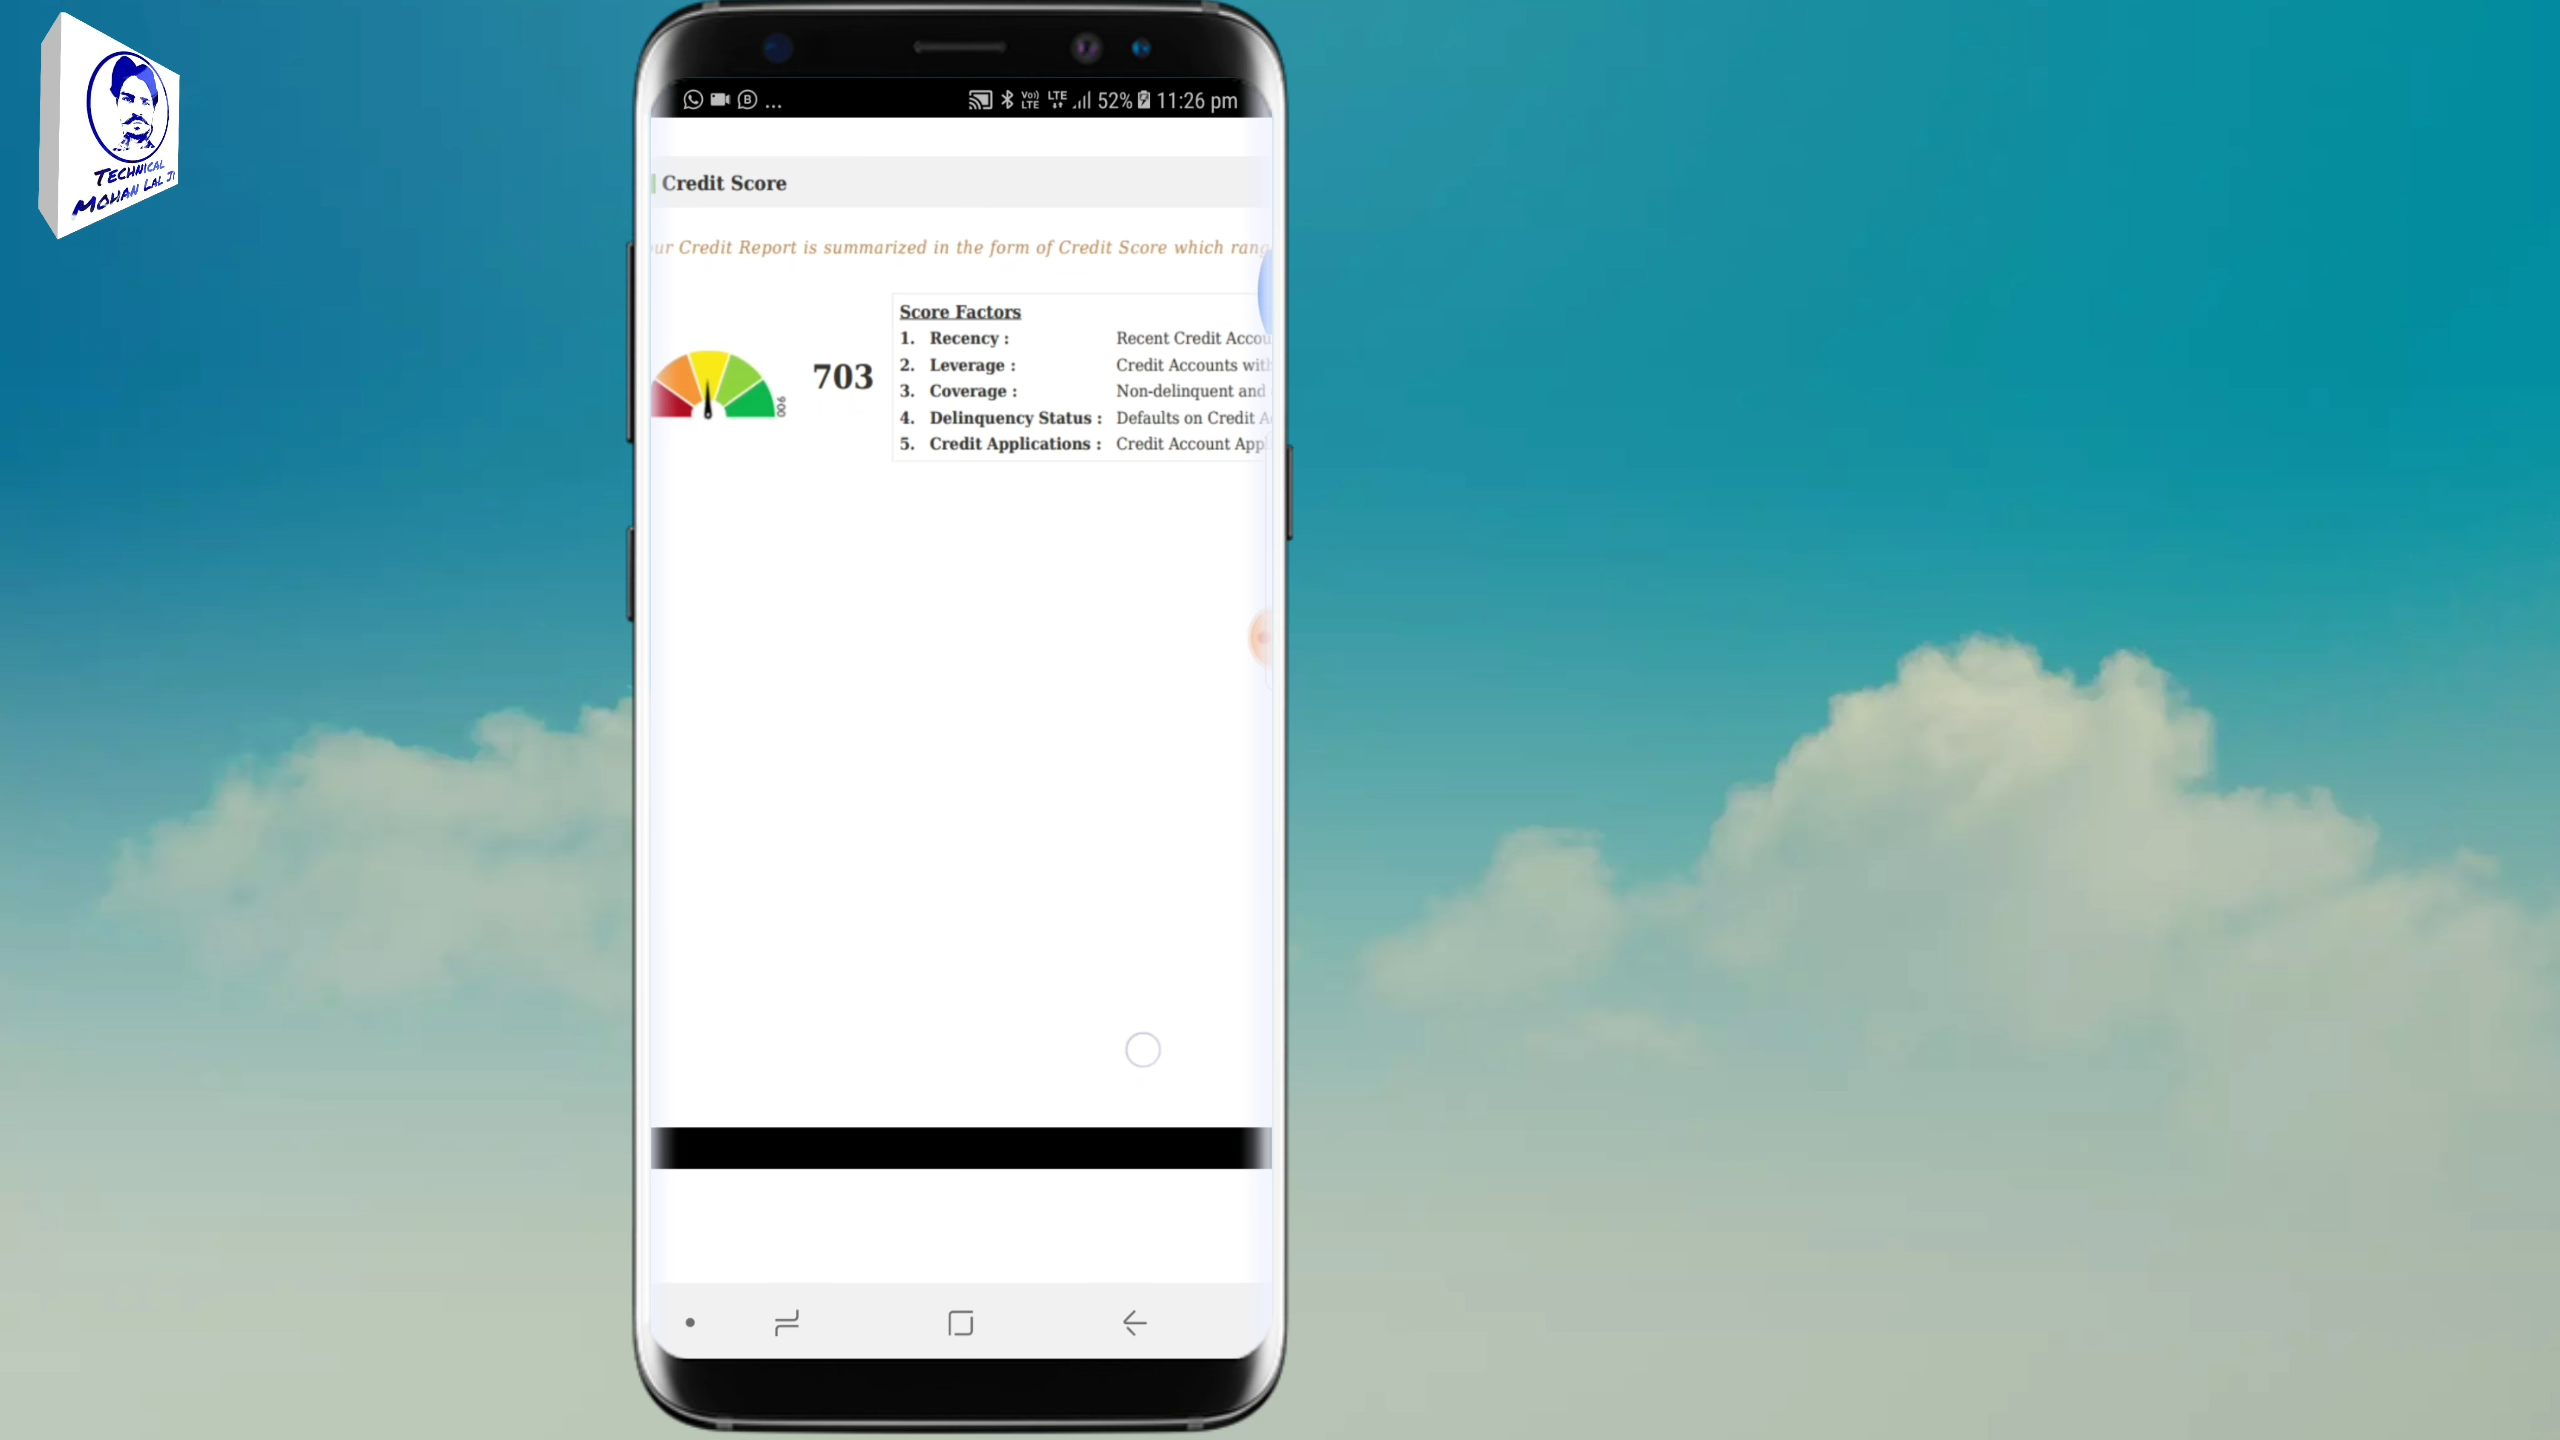 TECHNICAL
MOHAN LAL JI
... 52% 11:26 pm
Credit Score
ur Credit Report is summarized in the form of Credit Score which rang
Score Factors
1. Recency : Recent Credit Accou
2. Leverage : Credit Accounts with
703
3. Coverage : Non-delinquent and
900
4. Delinquency Status : Defaults on Credit A
5. Credit Applications : Credit Account App